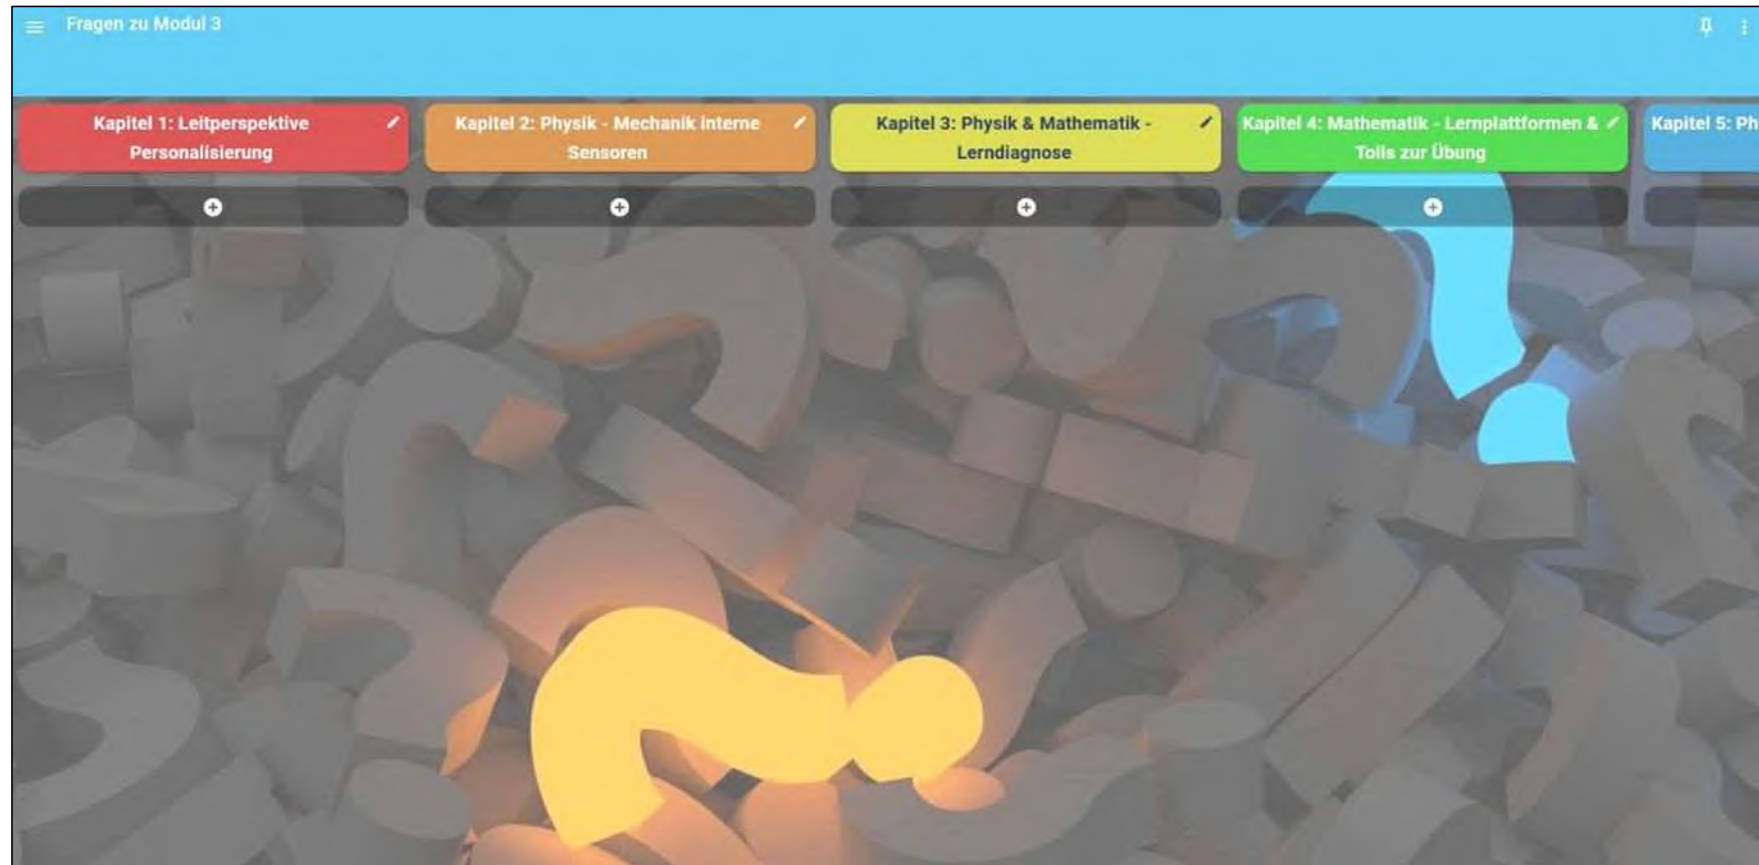 Fragen zu Modul 3
Kapitel 1: Leitperspektive
Personalisierung
Kapitel 2: Physik - Mechanik interne
Sensoren
Kapitel 3: Physik & Mathematik -
Lerndiagnose
Kapitel 4: Mathematik - Lernplattformen &
Tolls zur Übung
Kapitel 5: Ph